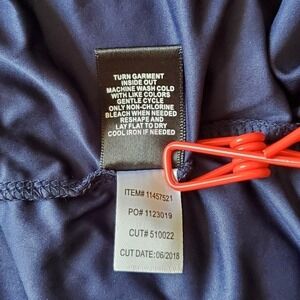 TURN GARMENT
INSIDE OUT
MACHINE WASH COLD
WITH LIKE COLORS
GENTLE CYCLE
ONLY NON-CHLORINE
BLEACH WHEN NEEDED
RESHAPE AND
LAY FLAT TO DRY
COOL IRON IF NEEDED
ITEM# 11457521
PO# 1123019
CUT# 510022
CUT DATE:06/2018